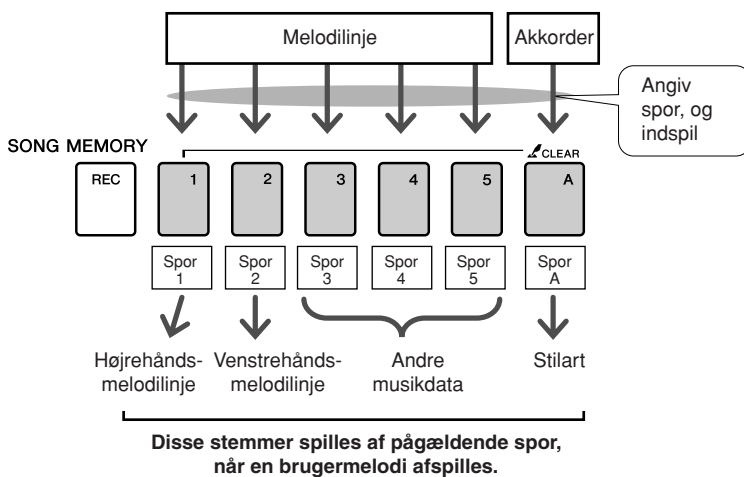 Melodilinje
Akkorder
Angiv
spor, og
indspil
SONG MEMORY
CLEAR
REC
1
2
3
4
5
A
Spor
1
Spor
2
Spor
3
Spor
4
Spor
5
Spor
A
Højrehånds-
melodilinje
Venstrehånds-
melodilinje
Andre
musikdata
Stilart
Disse stemmer spilles af pågældende spor,
når en brugermelodi afspilles.